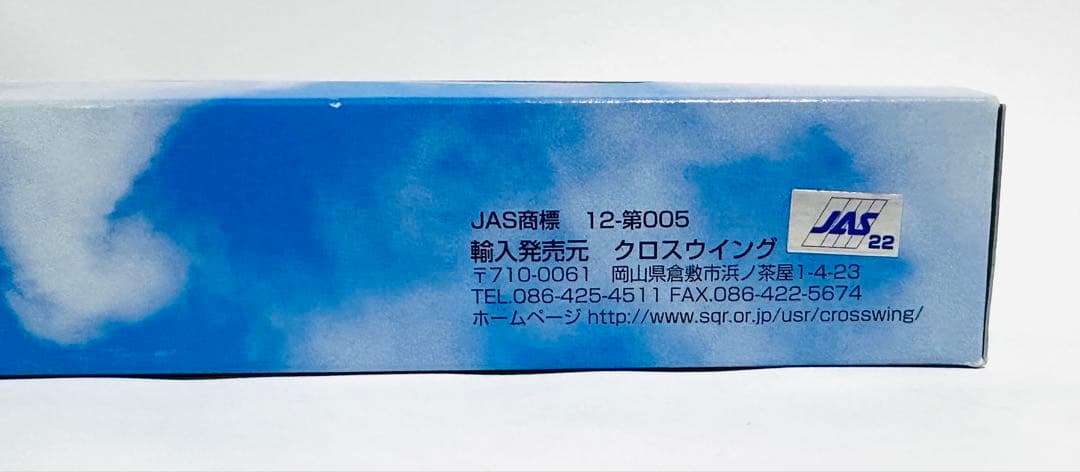 JAS商標　12-第005
輸入発売元　クロスウイング
〒710-0061　岡山県倉敷市浜ノ茶屋1-4-23
TEL.086-425-4511 FAX.086-422-5674
ホームページ http://www.sqr.or.jp/usr/crosswing/
JAS
22